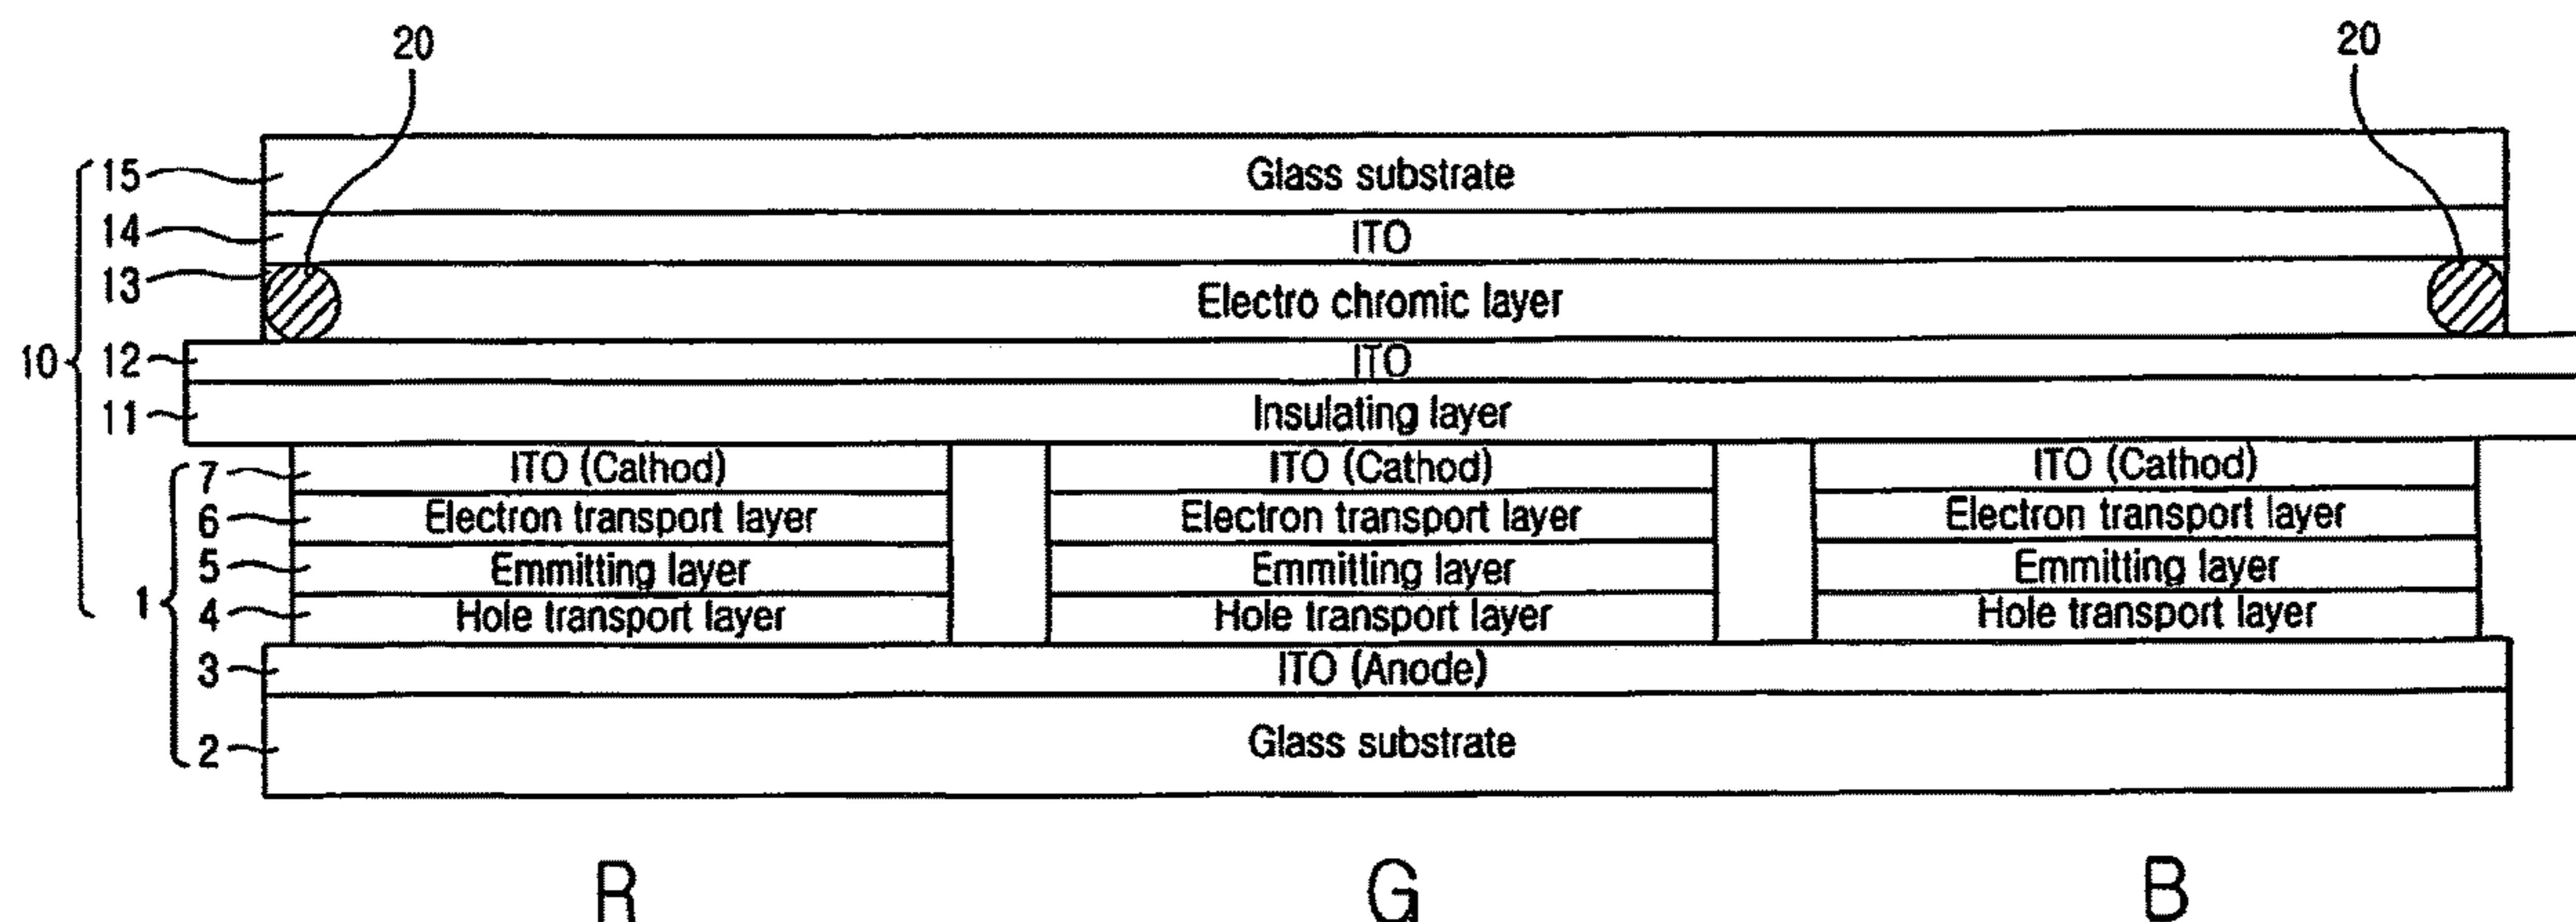 20 20
15 Glass substrate
14 ITO
13 Electro chromic layer
10 12 ITO
11 Insulating layer
7 ITO (Cathod) ITO (Cathod) ITO (Cathod)
6 Electron transport layer Electron transport layer Electron transport layer
5 Emmitting layer Emmitting layer Emmitting layer
1 4 Hole transport layer Hole transport layer Hole transport layer
3 ITO (Anode)
2 Glass substrate
R G B